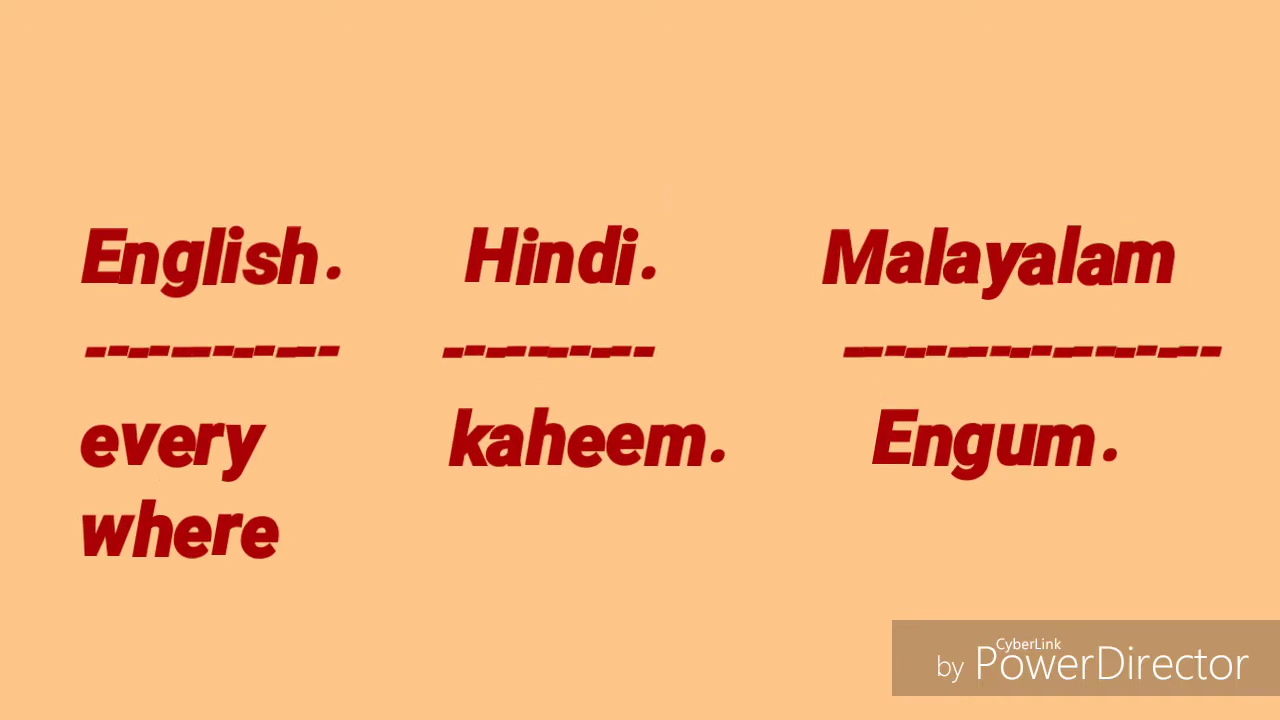 English. Hindi. Malayalam
------------ ---------- ------------------
every kaheem. Engum.
where
CyberLink
by PowerDirector